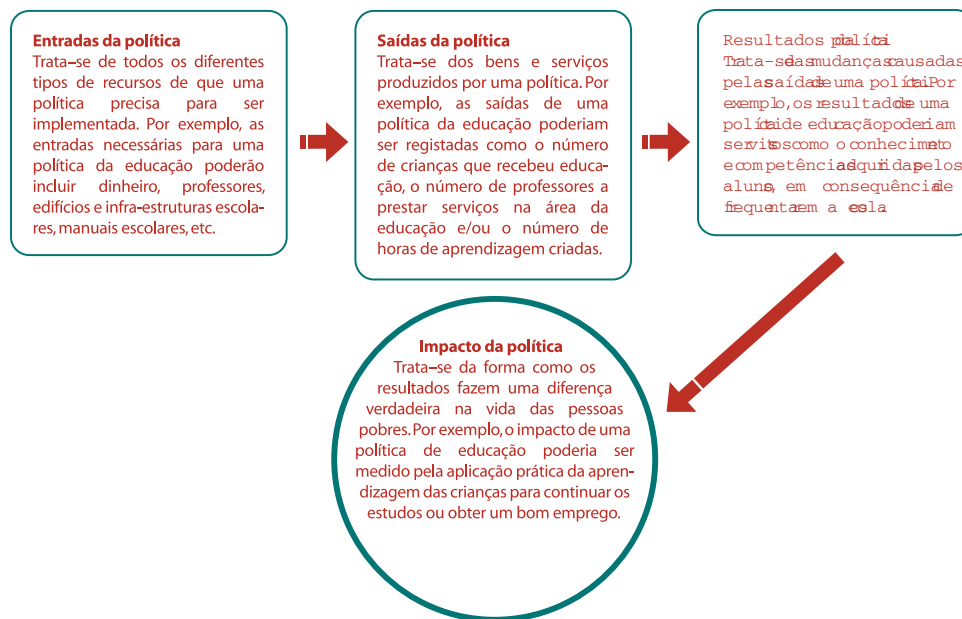 Entradas da política
Trata–se de todos os diferentes
tipos de recursos de que uma
política precisa para ser
implementada. Por exemplo, as
entradas necessárias para uma
política da educação poderão
incluir dinheiro, professores,
edifícios e infra-estruturas escola-
res, manuais escolares, etc.
Saídas da política
Trata-se dos bens e serviços
produzidos por uma política. Por
exemplo, as saídas de uma
política da educação poderiam
ser registadas como o número
de crianças que recebeu educa-
ção, o número de professores a
prestar serviços na área da
educação e/ou o número de
horas de aprendizagem criadas.
Resultados da política
Trata-se das mudanças causadas
pelas saídas de uma política. Por
exemplo, os resultados de uma
política de educação poderiam
ser vistos como o conhecimento
e competências adquiridas pelos
alunos, em consequência de
frequentarem a escola.
Impacto da política
Trata–se da forma como os
resultados fazem uma diferença
verdadeira na vida das pessoas
pobres. Por exemplo, o impacto de uma
política de educação poderia ser
medido pela aplicação prática da apren-
dizagem das crianças para continuar os
estudos ou obter um bom emprego.